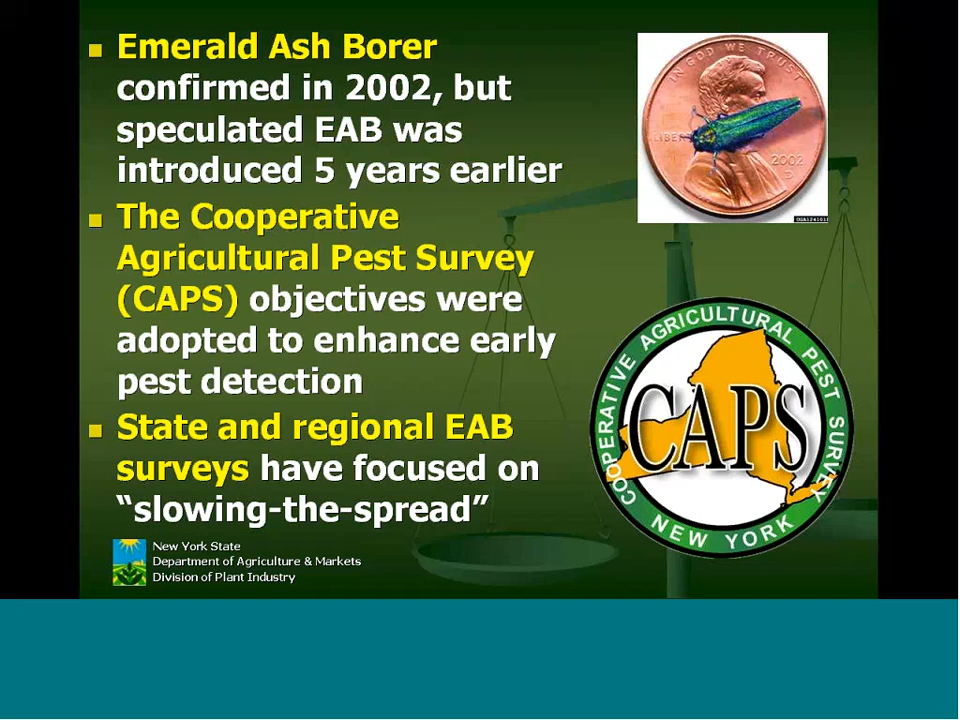 Emerald Ash Borer
confirmed in 2002, but
speculated EAB was
introduced 5 years earlier
The Cooperative
Agricultural Pest Survey
(CAPS) objectives were
adopted to enhance early
pest detection
State and regional EAB
surveys have focused on
“slowing-the-spread”
New York State
Department of Agriculture & Markets
Division of Plant Industry
IN GOD WE TRUST
LIBER
2002
D
COOPERATIVE AGRICULTURAL PEST SURVEY
CAPS
NEW YORK